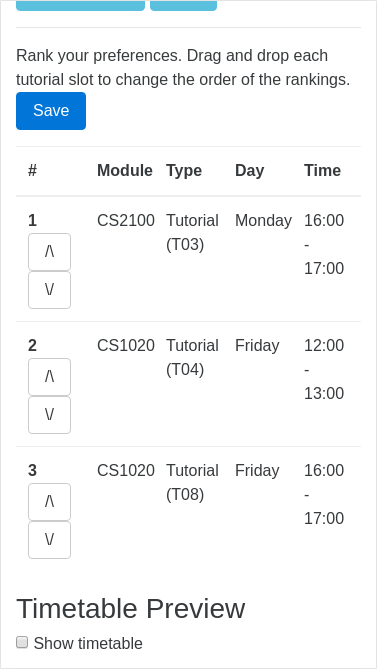 Rank your preferences. Drag and drop each
tutorial slot to change the order of the rankings.
Save
# Module Type Day Time
1 CS2100 Tutorial Monday 16:00
/\ (T03) -
\/ 17:00
2 CS1020 Tutorial Friday 12:00
/\ (T04) -
\/ 13:00
3 CS1020 Tutorial Friday 16:00
/\ (T08) -
\/ 17:00
Timetable Preview
Show timetable